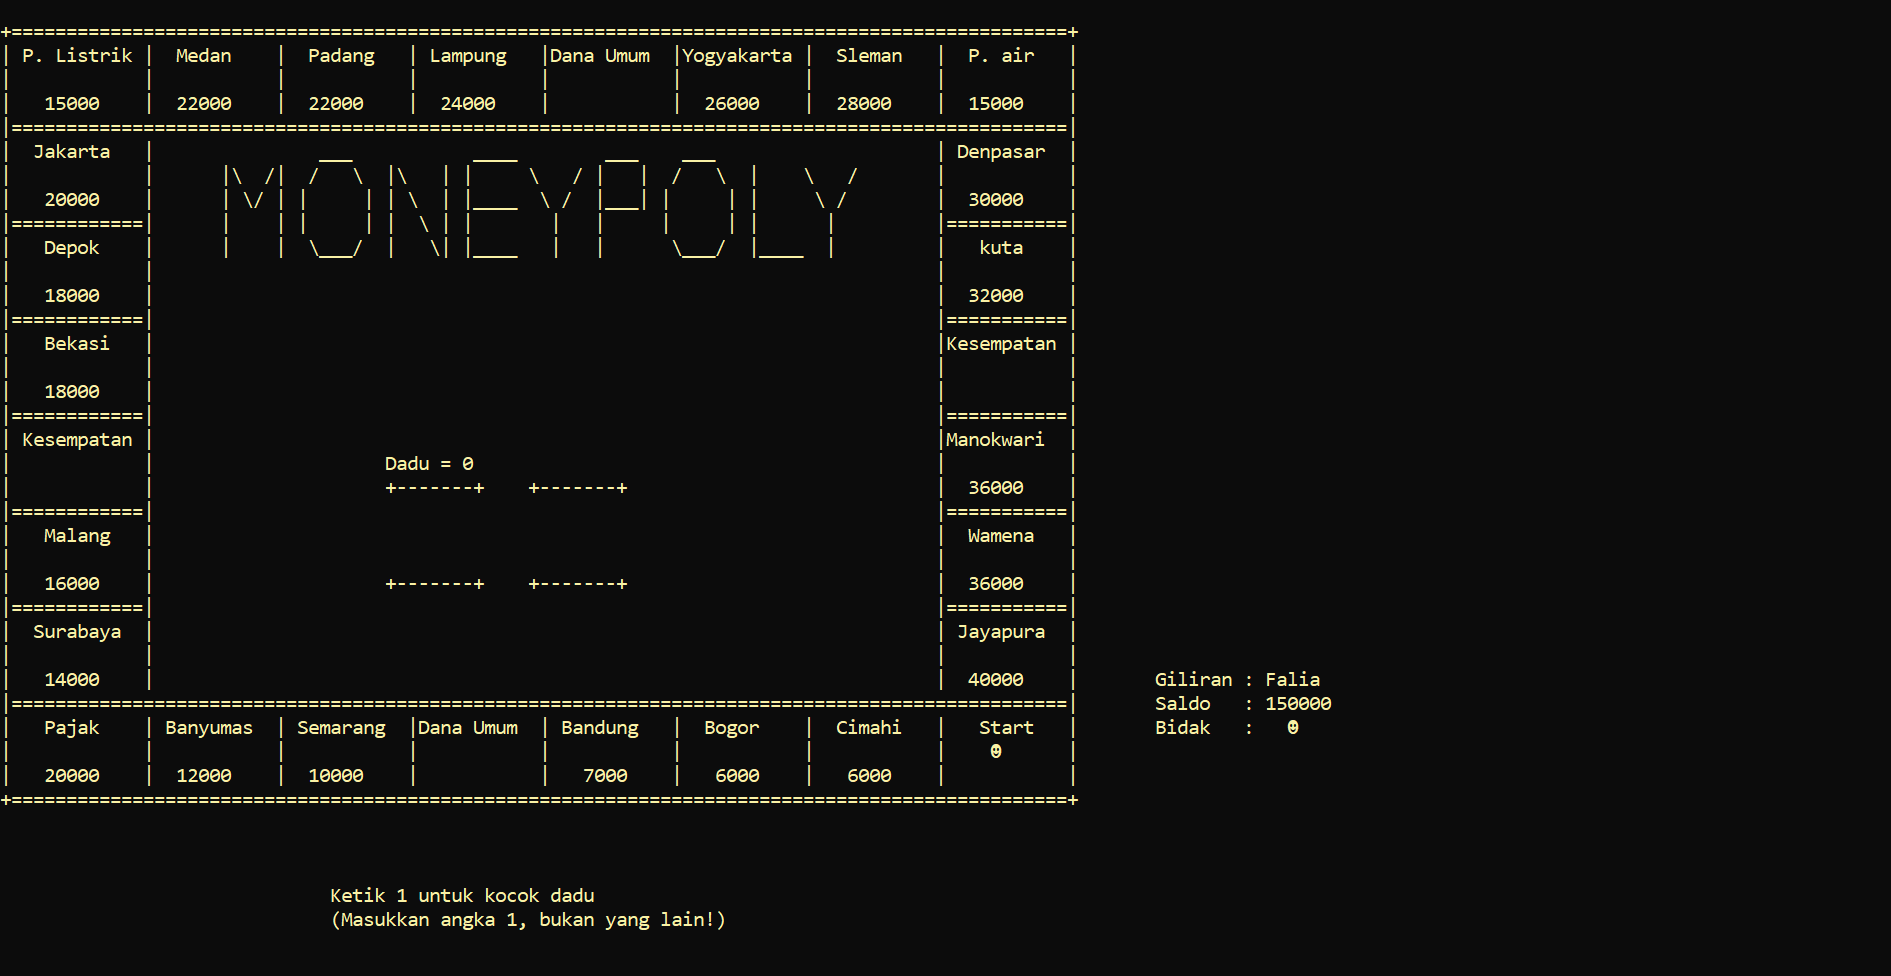 P. Listrik Medan Padang Lampung Dana Umum Yogyakarta Sleman P. air
15000 22000 22000 24000 26000 28000 15000
Jakarta Denpasar
MONEYPOLY
20000 30000
Depok kuta
18000 32000
Bekasi Kesempatan
18000
Kesempatan Manokwari
Dadu = 0
36000
Malang Wamena
16000 36000
Surabaya Jayapura
14000 40000 Giliran : Falia
Saldo : 150000
Pajak Banyumas Semarang Dana Umum Bandung Bogor Cimahi Start Bidak : ☻
☻
20000 12000 10000 7000 6000 6000
Ketik 1 untuk kocok dadu
(Masukkan angka 1, bukan yang lain!)